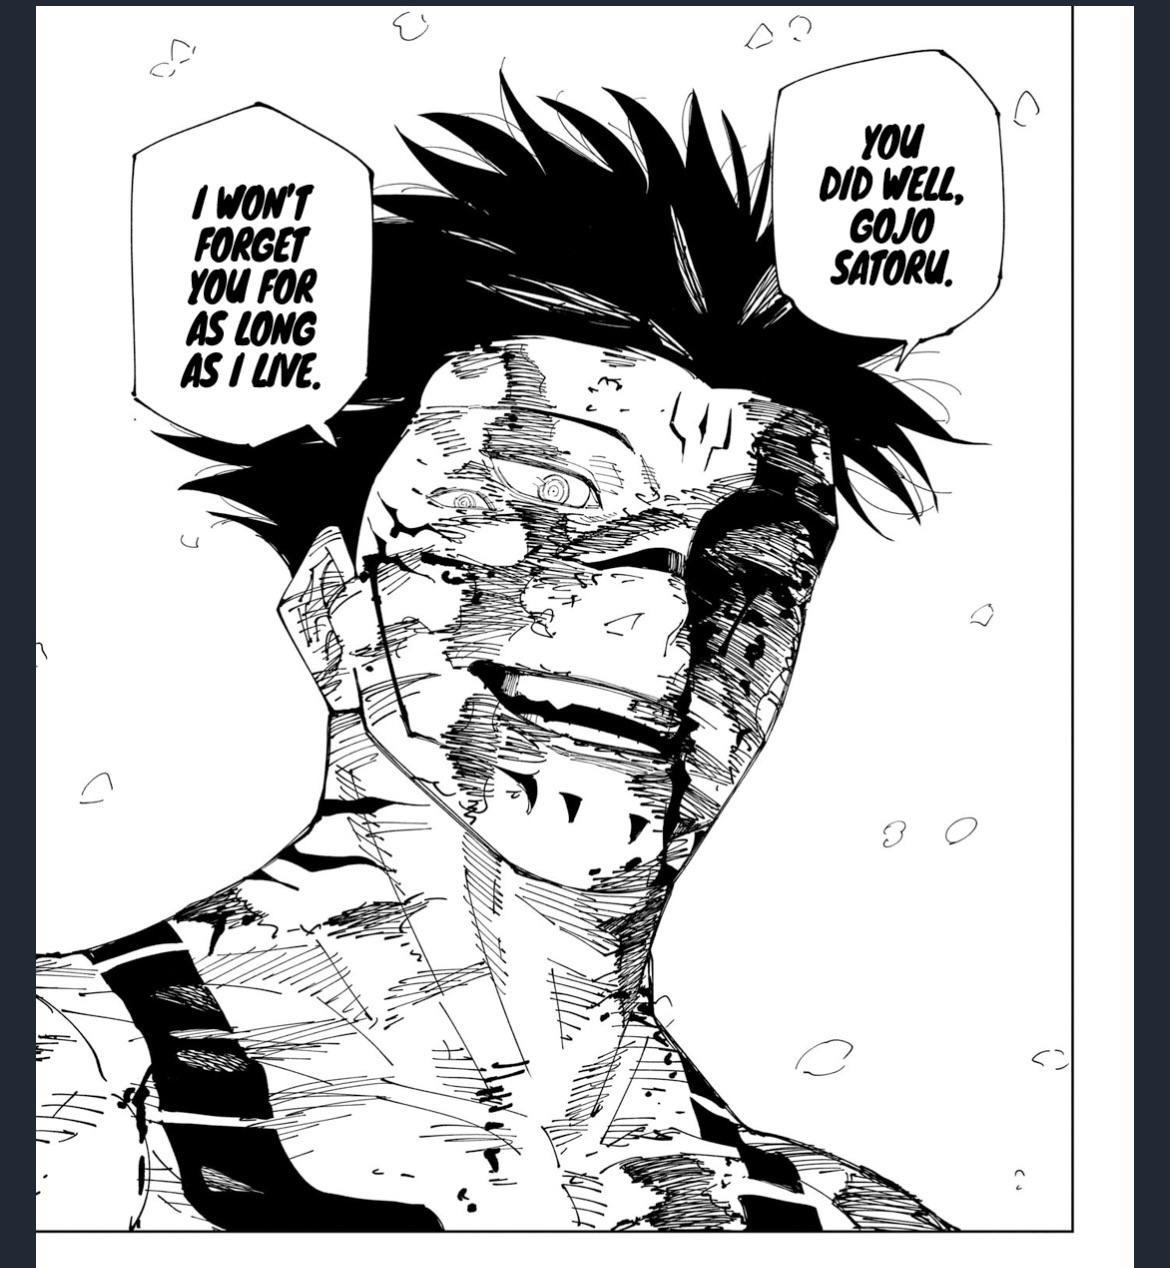 YOU
DID WELL,
GOJO
SATORU.
I WON'T
FORGET
YOU FOR
AS LONG
AS I LIVE.